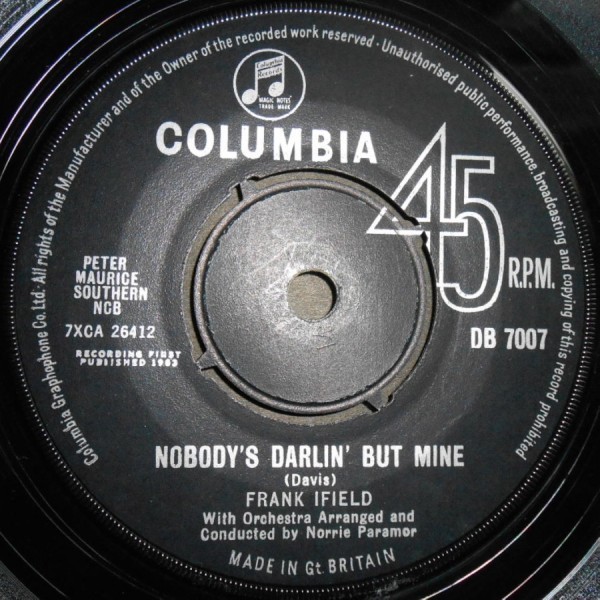 Columbia Graphophone Co. Ltd. All rights of the Manufacturer and of the Owner of the recorded work reserved · Unauthorised public performance, broadcasting and copying of this record prohibited
Columbia
Records
MAGIC NOTES
TRADE MARK
COLUMBIA
45
R.P.M.
PETER
MAURICE
SOUTHERN
NCB
7XCA 26412
RECORDING FIRST
PUBLISHED 1963
DB 7007
NOBODY'S DARLIN' BUT MINE
(Davis)
FRANK IFIELD
With Orchestra Arranged and
Conducted by Norrie Paramor
MADE IN Gt. BRITAIN